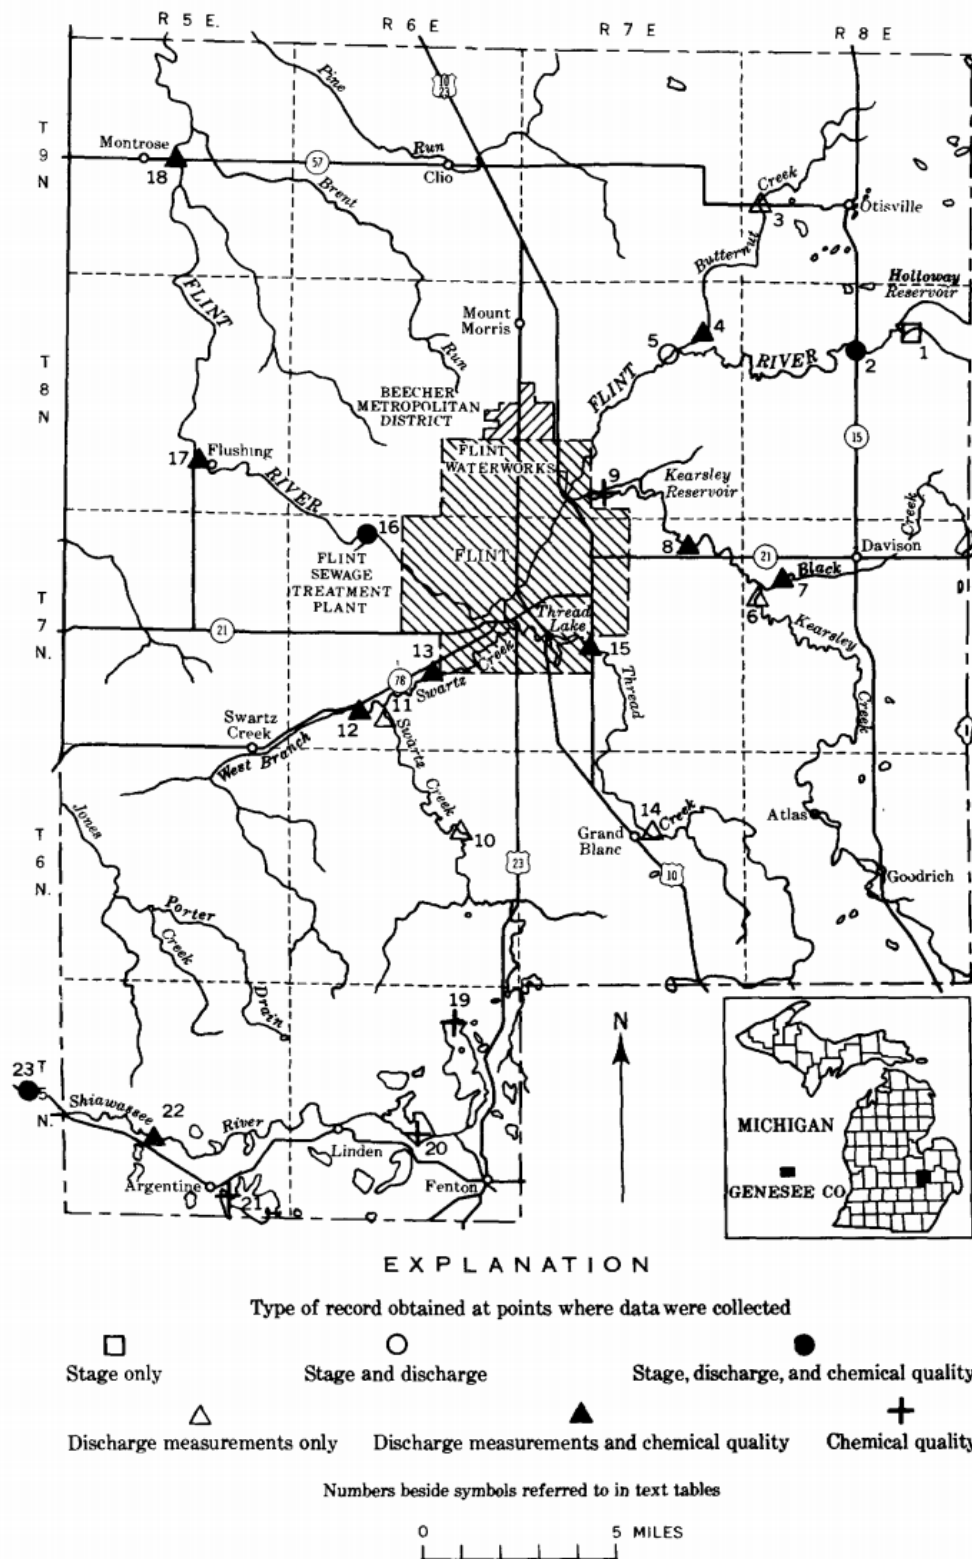 R 5 E.
R 6 E
R 7 E
R 8 E
T
9
N
T
8
N
T
7
N.
T
6
N.
T
5
N.
Pine
Run
10
23
Montrose
18
57
Clio
Brent
Run
Creek
3
Otisville
Butternut
Holloway
Reservoir
FLINT
Mount
Morris
5
4
RIVER
2
1
FLINT
15
BEECHER
METROPOLITAN
DISTRICT
17
Flushing
RIVER
FLINT
WATERWORKS
9
Kearsley
Reservoir
Creek
16
8
21
Davison
FLINT
SEWAGE
TREATMENT
PLANT
FLINT
Black
7
6
Kearsley
Creek
Thread
Lake
21
13
Creek
15
Thread
78
Swartz
11
12
Swartz
Creek
West Branch
Swartz
Creek
10
14
Creek
Grand
Blanc
Atlas
Jones
23
10
Goodrich
Porter
Creek
Drain
19
N
23
Shiawassee
22
River
Linden
20
Argentine
21
Fenton
MICHIGAN
GENESEE CO
EXPLANATION
Type of record obtained at points where data were collected
Stage only
Stage and discharge
Stage, discharge, and chemical quality
Discharge measurements only
Discharge measurements and chemical quality
Chemical quality
Numbers beside symbols referred to in text tables
0 5 MILES